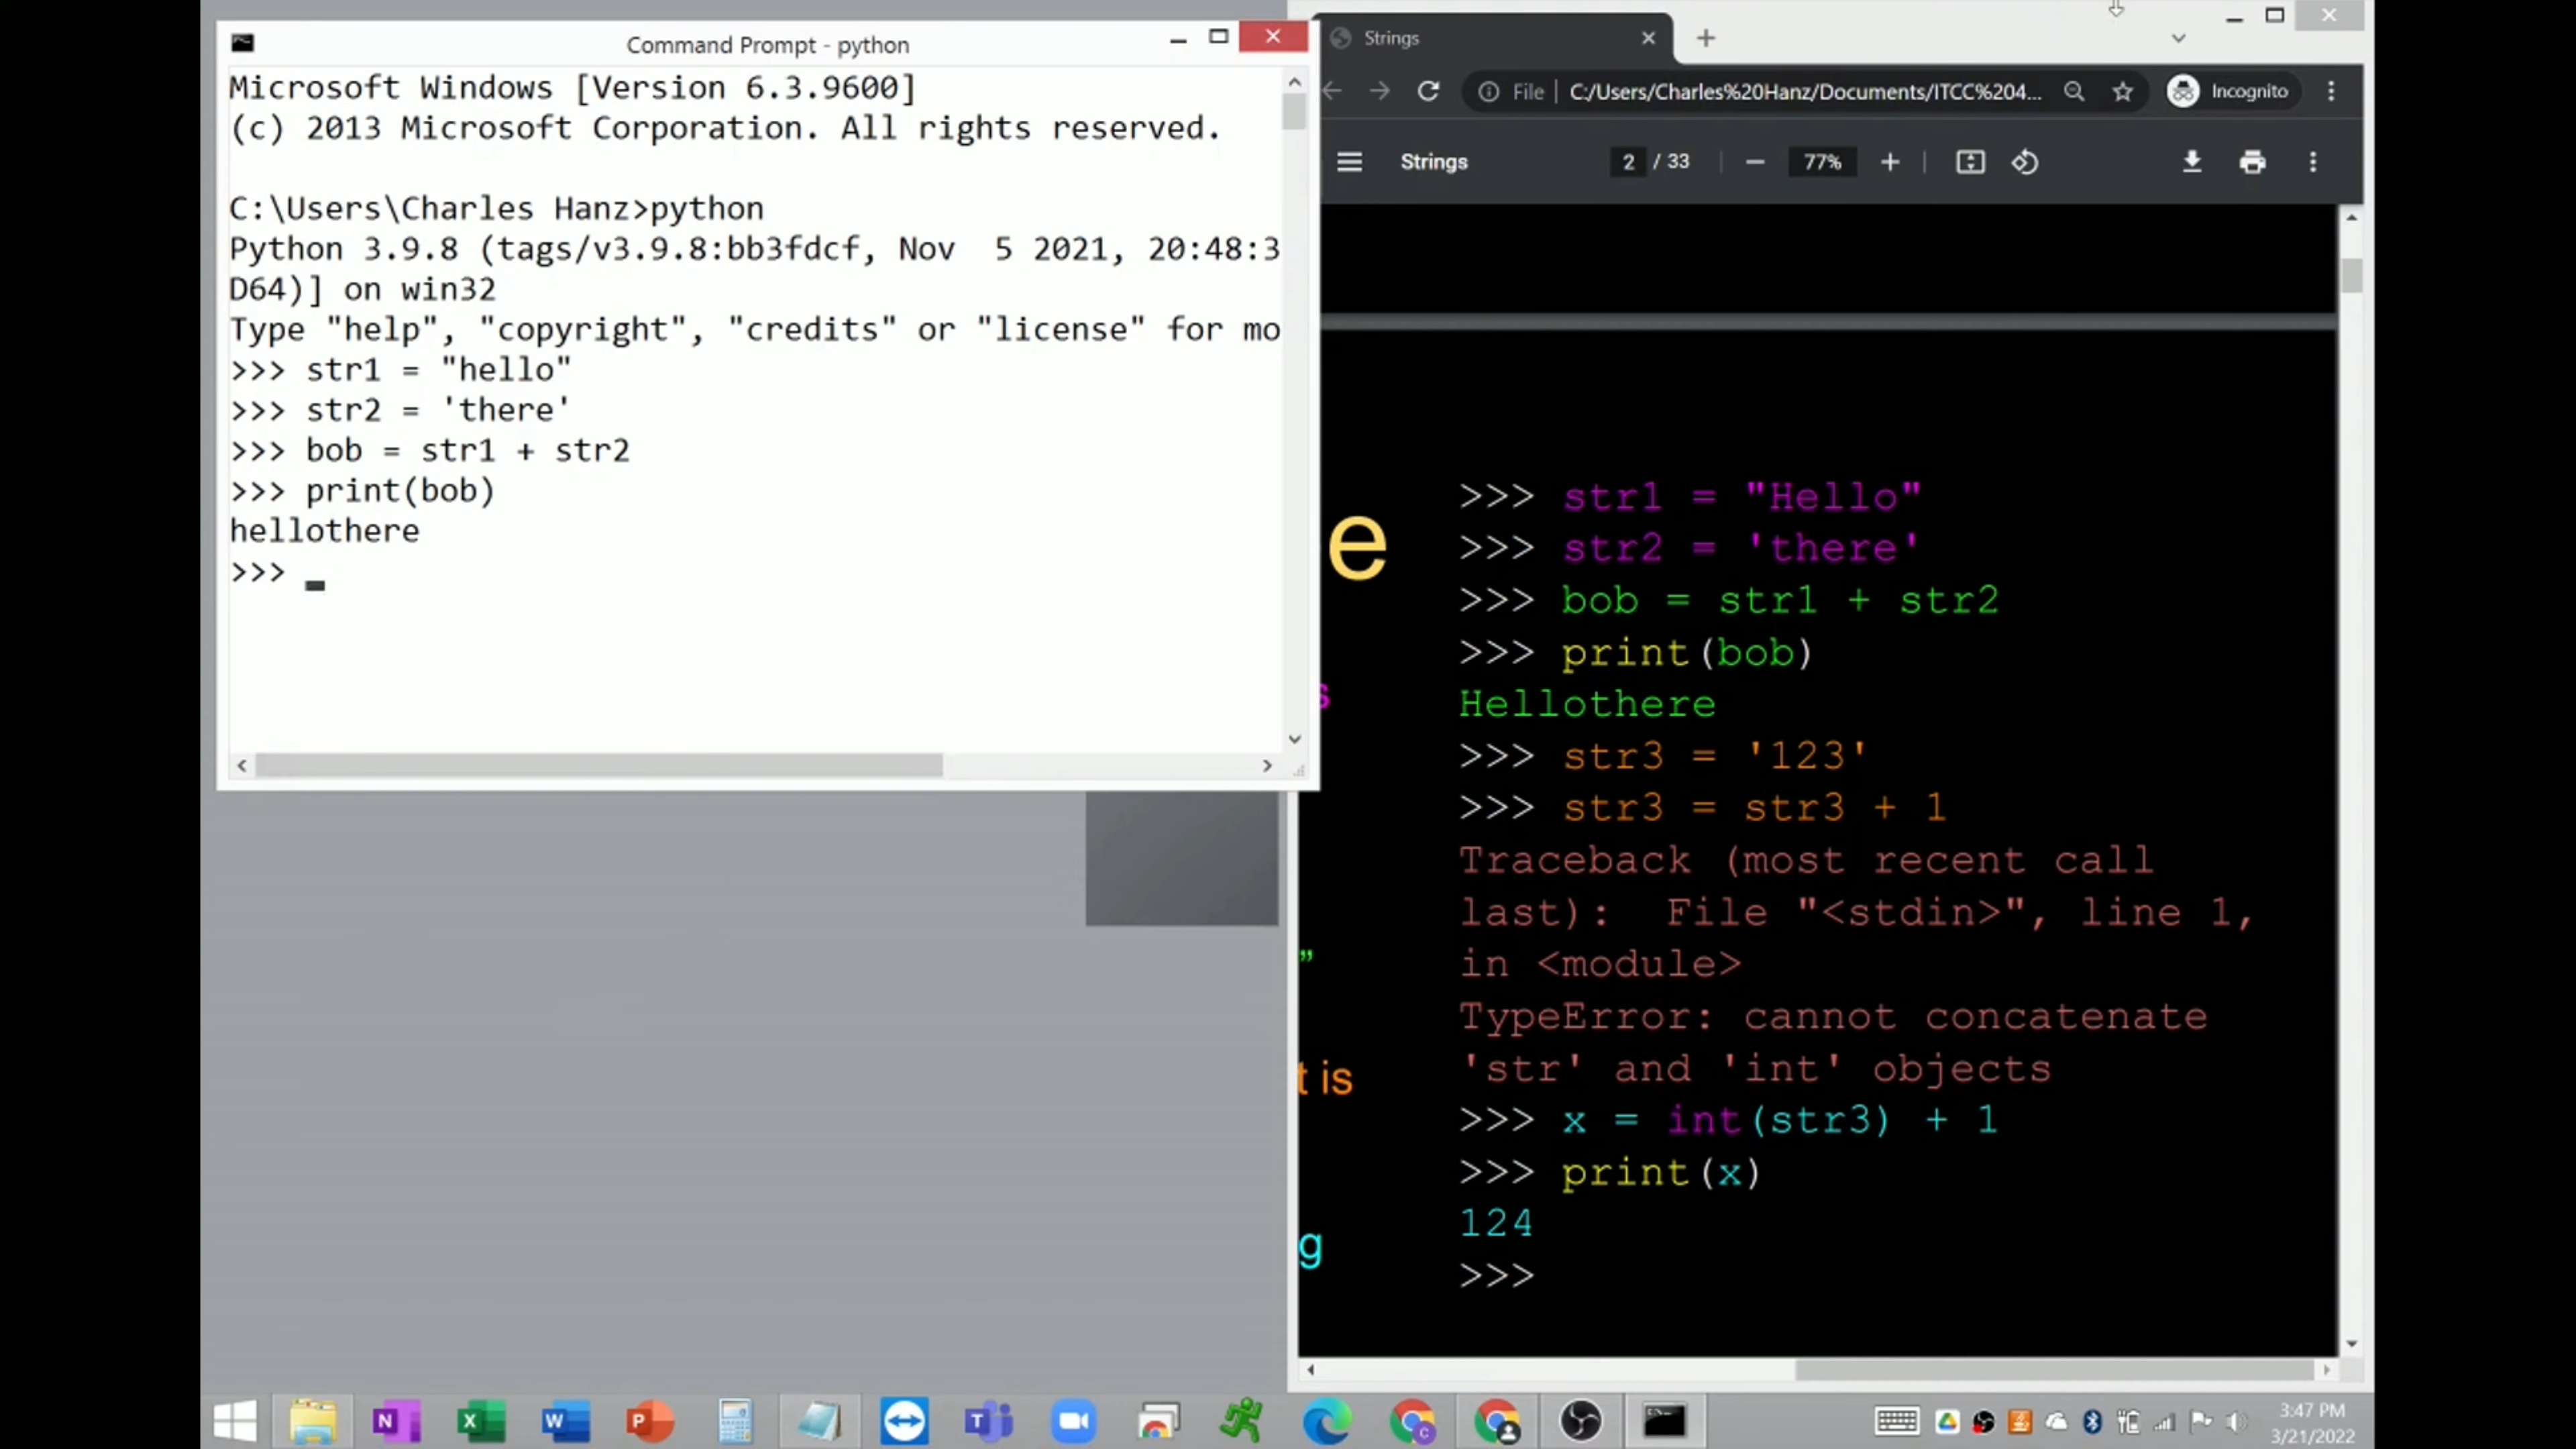 Command Prompt - python
Microsoft Windows [Version 6.3.9600]
(c) 2013 Microsoft Corporation. All rights reserved.
C:\Users\Charles Hanz>python
Python 3.9.8 (tags/v3.9.8:bb3fdcf, Nov  5 2021, 20:48:3
D64)] on win32
Type "help", "copyright", "credits" or "license" for mo
>>> str1 = "hello"
>>> str2 = 'there'
>>> bob = str1 + str2
>>> print(bob)
hellothere
>>>
Strings
File C:/Users/Charles%20Hanz/Documents/ITCC%204... Incognito
Strings 2 / 33 77%
e
s
”
t is
g
>>> str1 = "Hello"
>>> str2 = 'there'
>>> bob = str1 + str2
>>> print(bob)
Hellothere
>>> str3 = '123'
>>> str3 = str3 + 1
Traceback (most recent call
last):  File "<stdin>", line 1,
in <module>
TypeError: cannot concatenate
'str' and 'int' objects
>>> x = int(str3) + 1
>>> print(x)
124
>>>
3:47 PM
3/21/2022